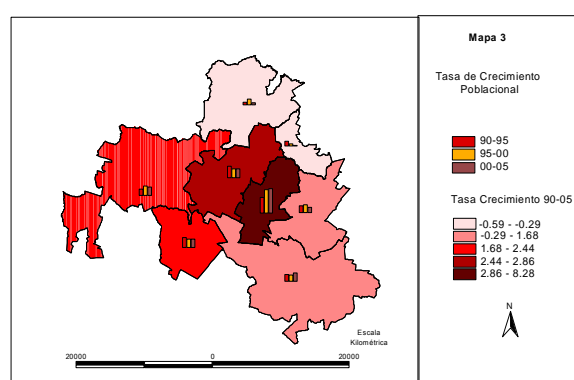 Mapa 3
Tasa de Crecimiento
Poblacional
90-95
95-00
00-05
Tasa Crecimiento 90-05
-0.59 - -0.29
-0.29 - 1.68
1.68 - 2.44
2.44 - 2.86
2.86 - 8.28
N
Escala
Kilométrica
20000 0 20000